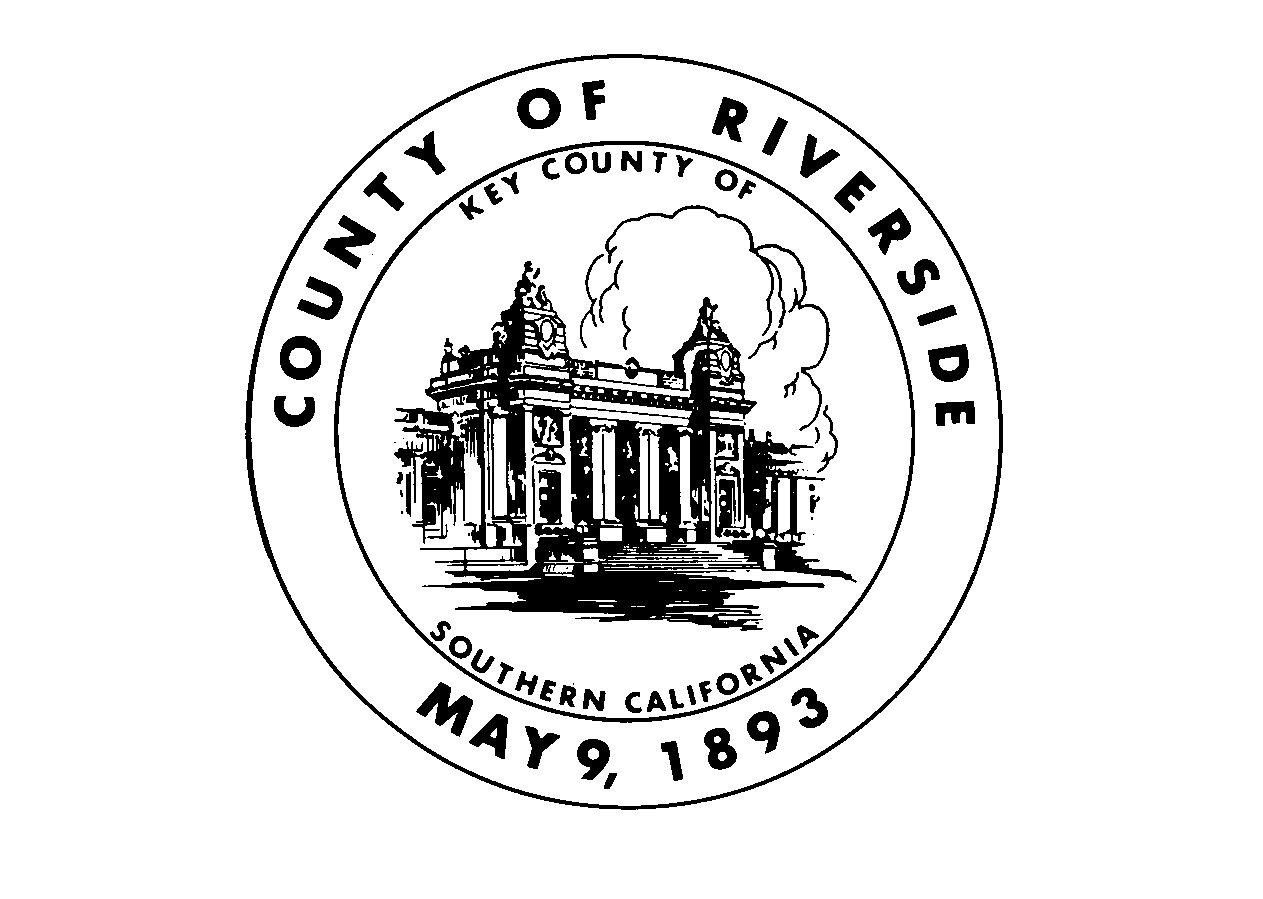 COUNTY OF RIVERSIDE
KEY COUNTY OF
SOUTHERN CALIFORNIA
MAY 9, 1893